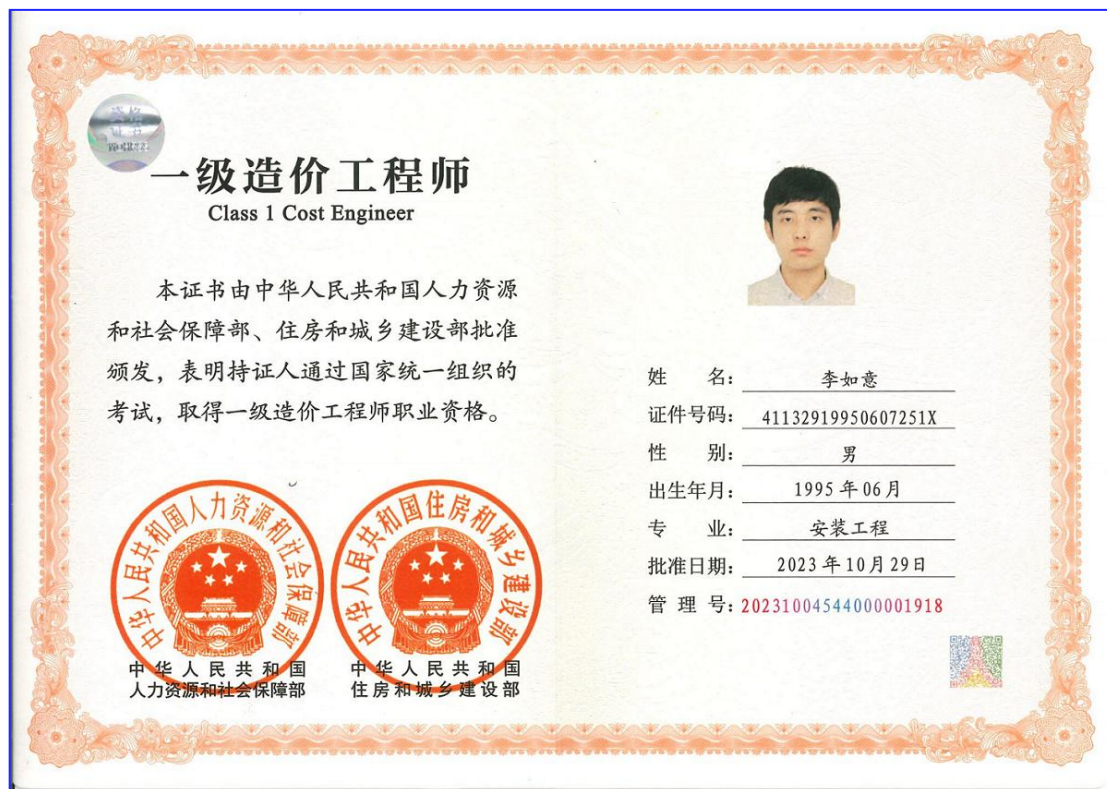 资格
证书
一级造价工程师
Class 1 Cost Engineer
本证书由中华人民共和国人力资源
和社会保障部、住房和城乡建设部批准
颁发，表明持证人通过国家统一组织的
考试，取得一级造价工程师职业资格。
中华人民共和国人力资源和社会保障部
中华人民共和国
人力资源和社会保障部
中华人民共和国住房和城乡建设部
中华人民共和国
住房和城乡建设部
姓 名：李如意
证件号码：41132919950607251X
性 别：男
出生年月：1995年06月
专 业：安装工程
批准日期：2023年10月29日
管 理 号：20231004544000001918